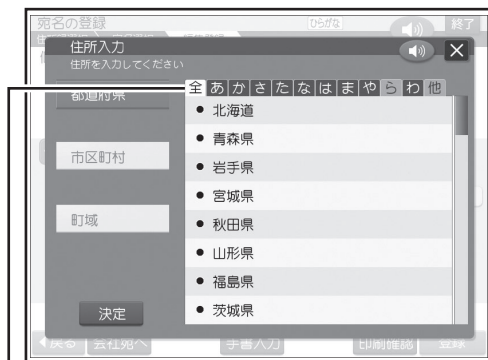 宛名の登録
ひらがな
終了
住所入力
住所を入力してください
全 あ か さ た な は ま や ら わ 他
都道府県
市区町村
町域
北海道
青森県
岩手県
宮城県
秋田県
山形県
福島県
茨城県
決定
戻る
会社宛へ
手書入力
印刷確認
登録